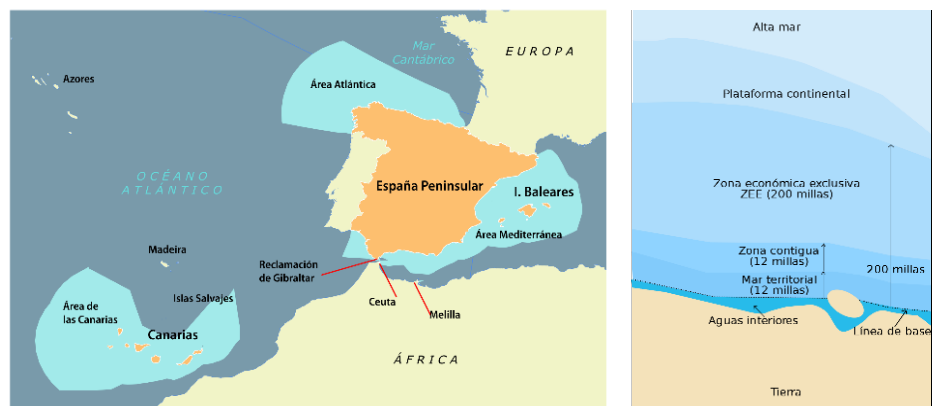 EUROPA
Mar
Cantábrico
Azores
Área Atlántica
OCÉANO
ATLÁNTICO
España Peninsular
I. Baleares
Área Mediterránea
Madeira
Reclamación
de Gibraltar
Islas Salvajes
Ceuta
Área de
las Canarias
Melilla
Canarias
ÁFRICA
Alta mar
Plataforma continental
Zona económica exclusiva
ZEE (200 millas)
Zona contigua
(12 millas)
200 millas
Mar territorial
(12 millas)
Aguas interiores
Línea de base
Tierra